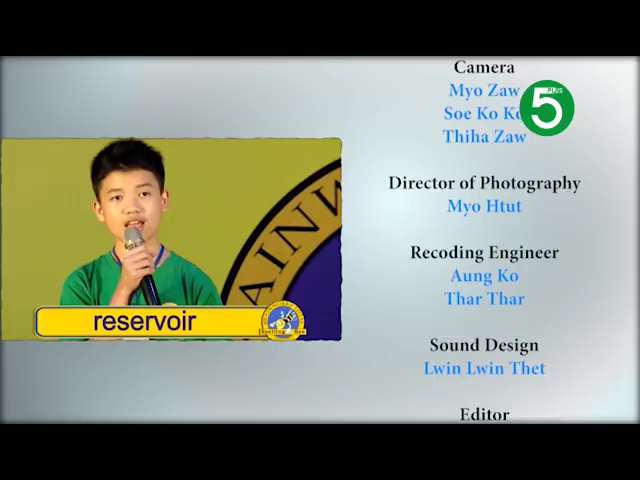 Camera
Myo Zaw
Soe Ko
Thiha Zaw
5
PLUS
Director of Photography
Myo Htut
Recoding Engineer
Aung Ko
Thar Thar
Sound Design
Lwin Lwin Thet
Editor
reservoir
Spelling Bee